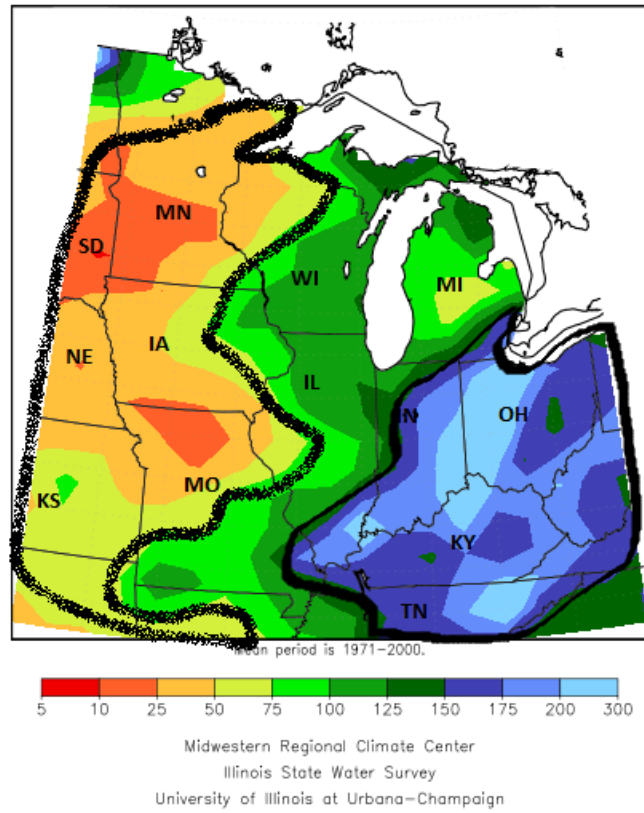 MN
SD
WI
MI
NE
IA
IL
IN
OH
KS
MO
KY
TN
Mean period is 1971-2000.
5 10 25 50 75 100 125 150 175 200 300
Midwestern Regional Climate Center
Illinois State Water Survey
University of Illinois at Urbana-Champaign